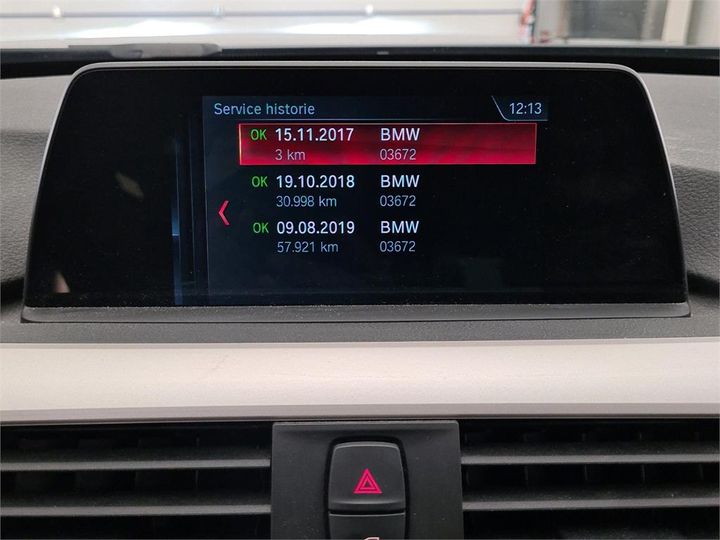 Service historie 12:13
OK 15.11.2017 BMW
3 km 03672
OK 19.10.2018 BMW
30.998 km 03672
OK 09.08.2019 BMW
57.921 km 03672